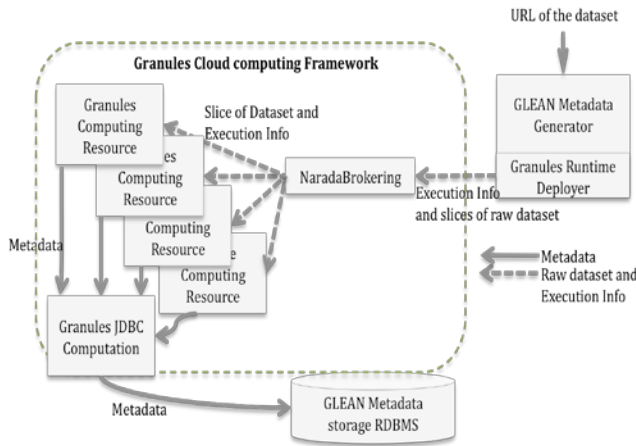 URL of the dataset
Granules Cloud computing Framework
Granules
Computing
Resource
Slice of Dataset and
Execution Info
GLEAN Metadata
Generator
Granules Runtime
Deployer
NaradaBrokering
Computing
Resource
Execution Info
and slices of raw dataset
Computing
Resource
Metadata
Computing
Resource
Metadata
Raw dataset and
Execution Info
Granules JDBC
Computation
Metadata
GLEAN Metadata
storage RDBMS